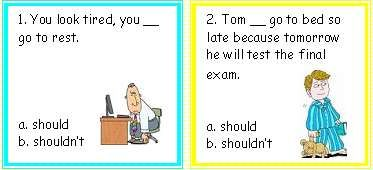 1. You look tired, you __
go to rest.
a. should
b. shouldn't
2. Tom __ go to bed so
late because tomorrow
he will test the final
exam.
a. should
b. shouldn't